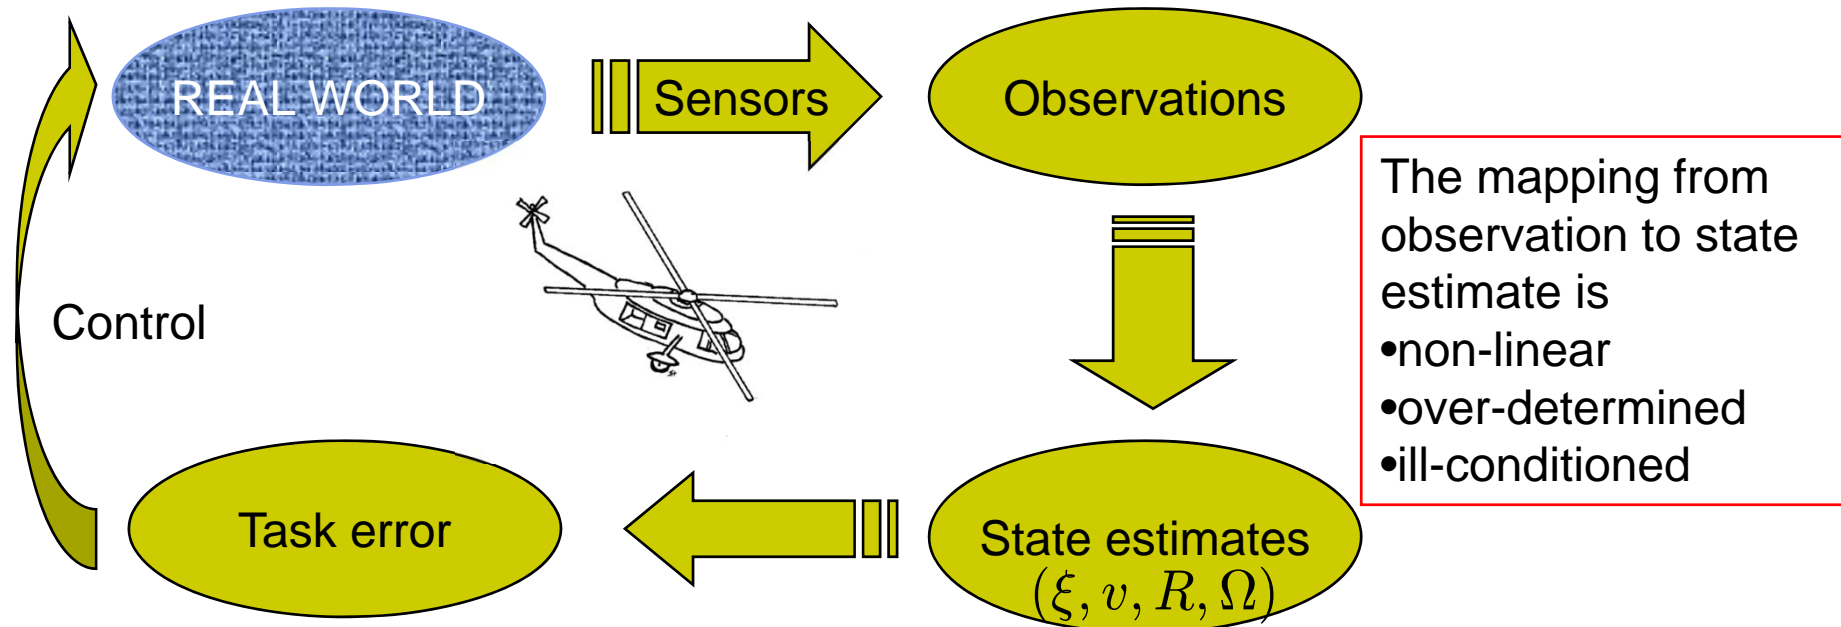 REAL WORLD
Sensors
Observations
The mapping from
observation to state
estimate is
•non-linear
•over-determined
•ill-conditioned
Control
Task error
State estimates
(ξ, v, R, Ω)